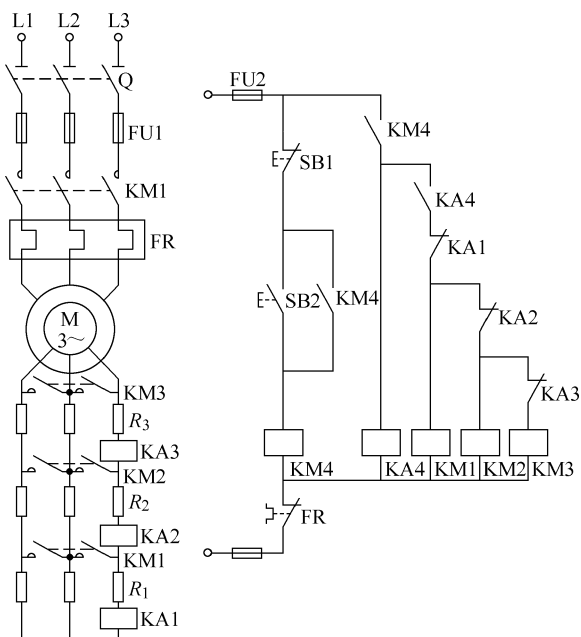 L1 L2 L3
Q
FU1
KM1
FR
M
3~
KM3
R3
KA3
KM2
R2
KA2
KM1
R1
KA1
FU2
KM4
SB1
KA4
KA1
SB2
KM4
KA2
KA3
KM4
KA4
KM1
KM2
KM3
FR